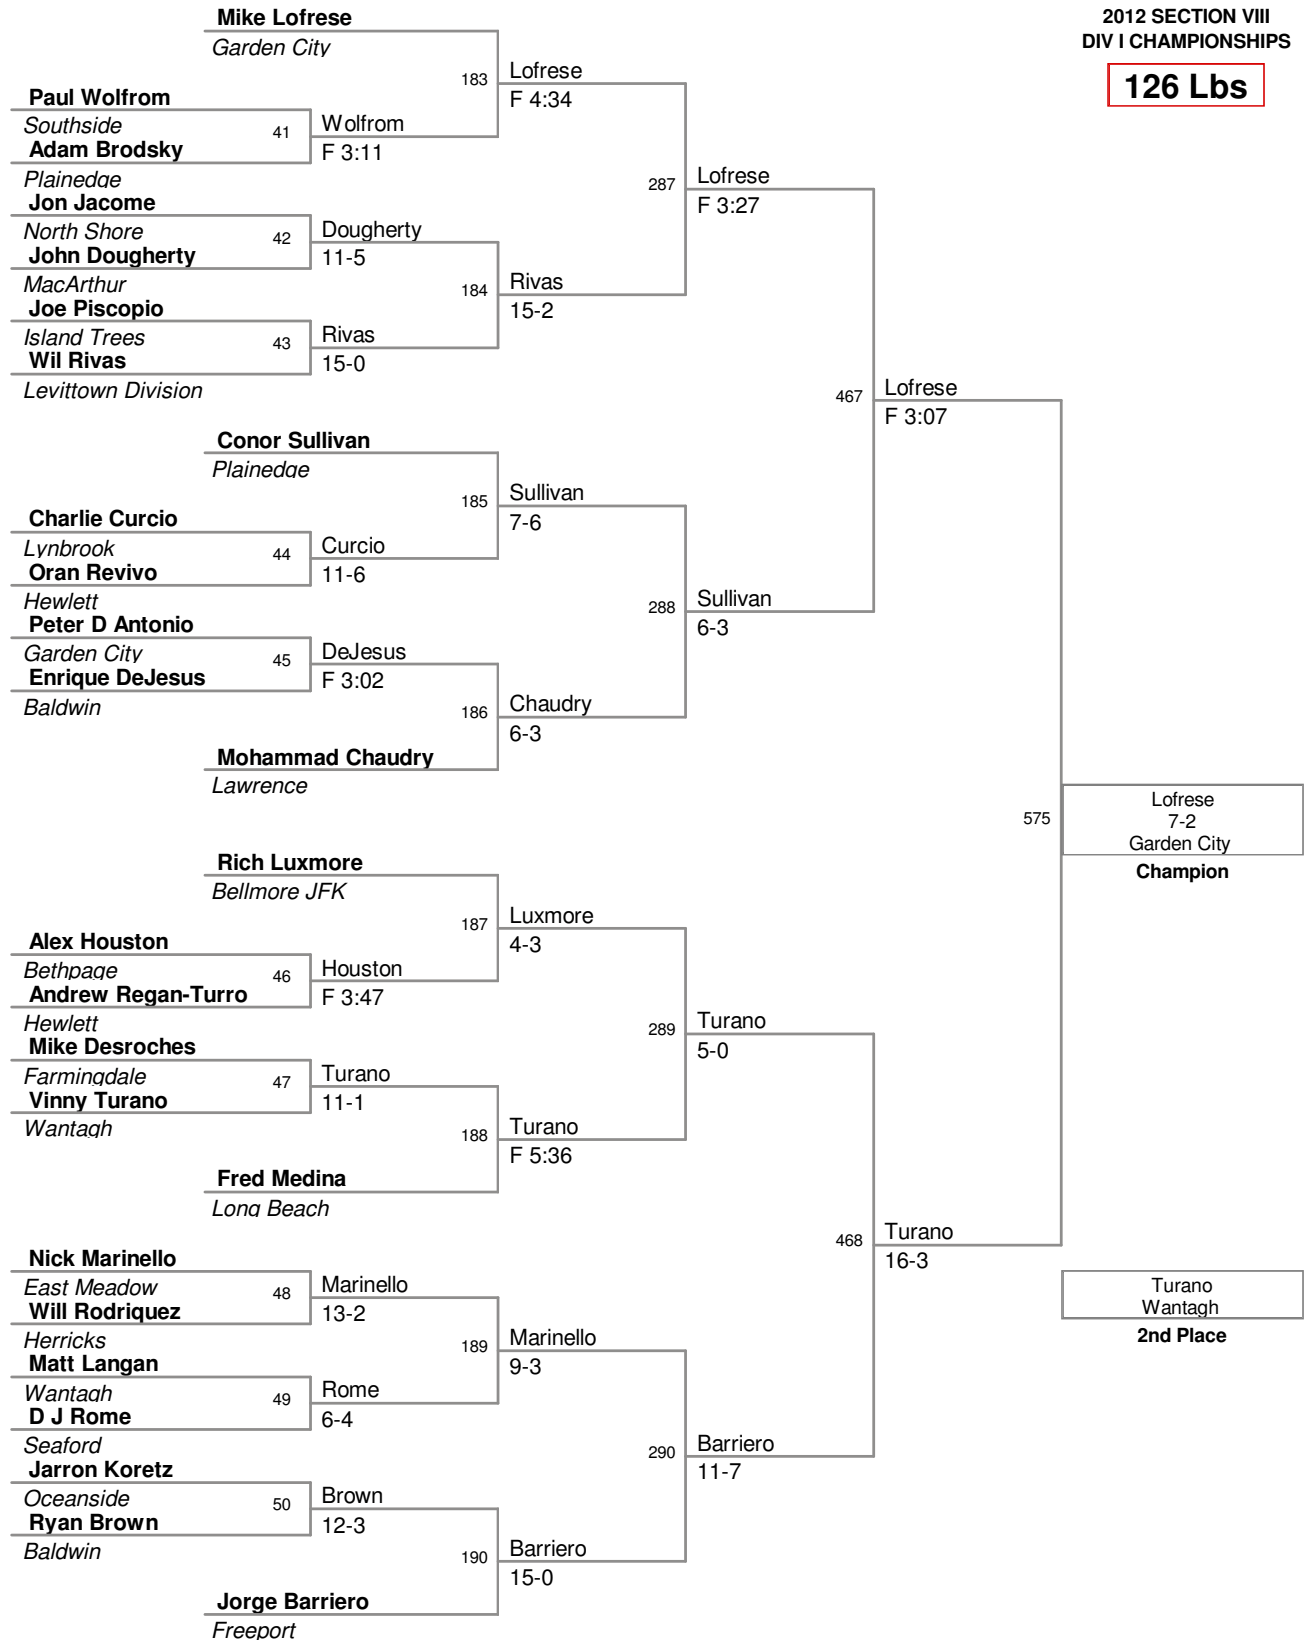 2012 SECTION VIII
DIV I CHAMPIONSHIPS
126 Lbs
Mike Lofrese
Garden City
183
Lofrese
F 4:34
Paul Wolfrom
Southside
41
Wolfrom
F 3:11
Adam Brodsky
Plainedge
287
Lofrese
F 3:27
Jon Jacome
North Shore
42
Dougherty
11-5
John Dougherty
MacArthur
184
Rivas
15-2
Joe Piscopio
Island Trees
43
Rivas
15-0
Wil Rivas
Levittown Division
467
Lofrese
F 3:07
Conor Sullivan
Plainedge
185
Sullivan
7-6
Charlie Curcio
Lynbrook
44
Curcio
11-6
Oran Revivo
Hewlett
288
Sullivan
6-3
Peter D Antonio
Garden City
45
DeJesus
F 3:02
Enrique DeJesus
Baldwin
186
Chaudry
6-3
Mohammad Chaudry
Lawrence
575
Lofrese
7-2
Garden City
Champion
Rich Luxmore
Bellmore JFK
187
Luxmore
4-3
Alex Houston
Bethpage
46
Houston
F 3:47
Andrew Regan-Turro
Hewlett
289
Turano
5-0
Mike Desroches
Farmingdale
47
Turano
11-1
Vinny Turano
Wantagh
188
Turano
F 5:36
Fred Medina
Long Beach
468
Turano
16-3
Nick Marinello
East Meadow
48
Marinello
13-2
Will Rodriquez
Herricks
189
Marinello
9-3
Matt Langan
Wantagh
49
Rome
6-4
D J Rome
Seaford
290
Barriero
11-7
Jarron Koretz
Oceanside
50
Brown
12-3
Ryan Brown
Baldwin
190
Barriero
15-0
Jorge Barriero
Freeport
Turano
Wantagh
2nd Place